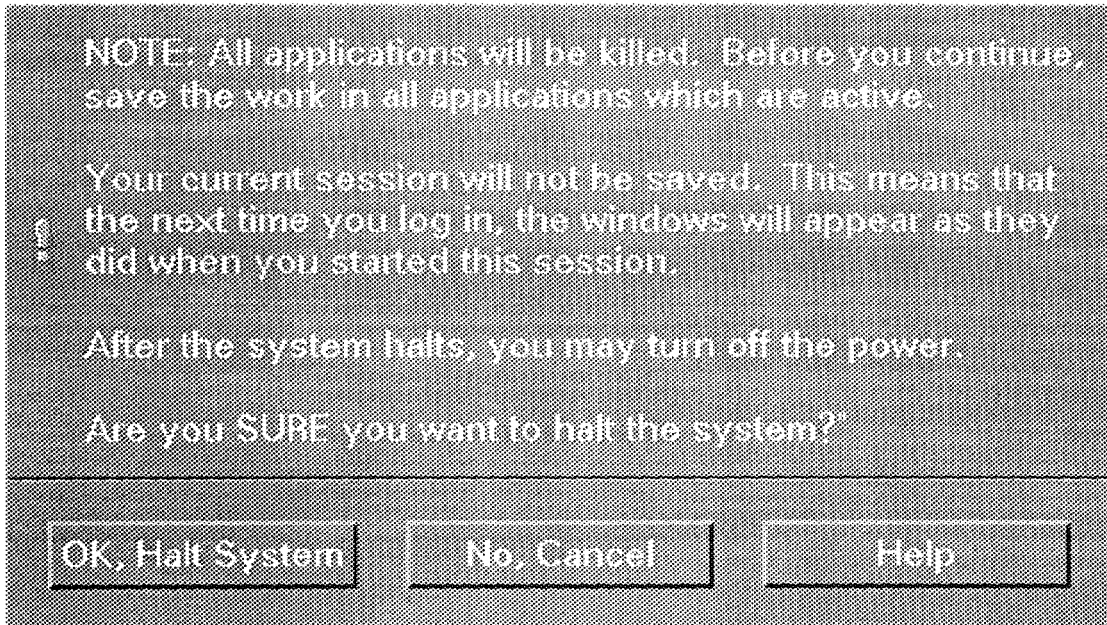 NOTE: All applications will be killed. Before you continue,
save the work in all applications which are active.
Your current session will not be saved. This means that
the next time you log in, the windows will appear as they
did when you started this session.
!
After the system halts, you may turn off the power.
Are you SURE you want to halt the system?"
OK, Halt System
No, Cancel
Help